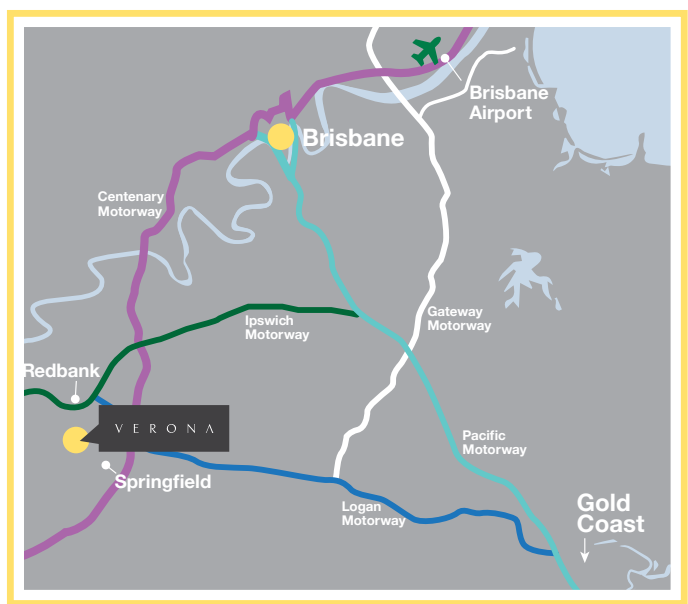 Brisbane
Airport
Brisbane
Centenary
Motorway
Ipswich
Motorway
Gateway
Motorway
Redbank
VERONA
Springfield
Pacific
Motorway
Logan
Motorway
Gold
Coast